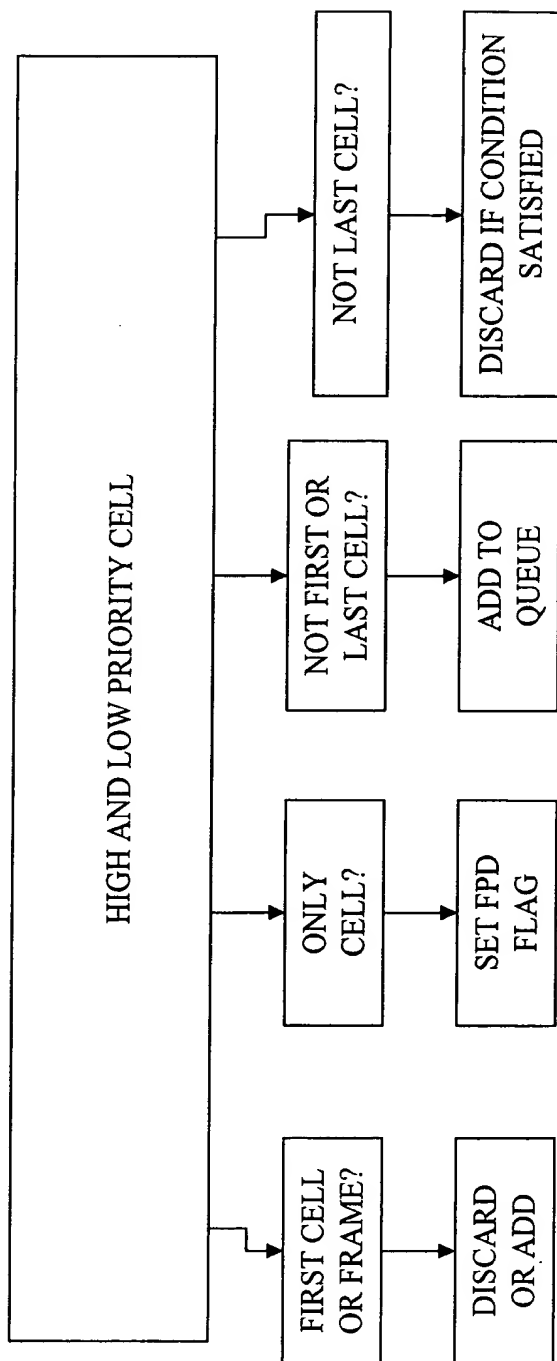 HIGH AND LOW PRIORITY CELL
FIRST CELL
OR FRAME?
DISCARD
OR ADD
ONLY
CELL?
SET FPD
FLAG
NOT FIRST OR
LAST CELL?
ADD TO
QUEUE
NOT LAST CELL?
DISCARD IF CONDITION
SATISFIED